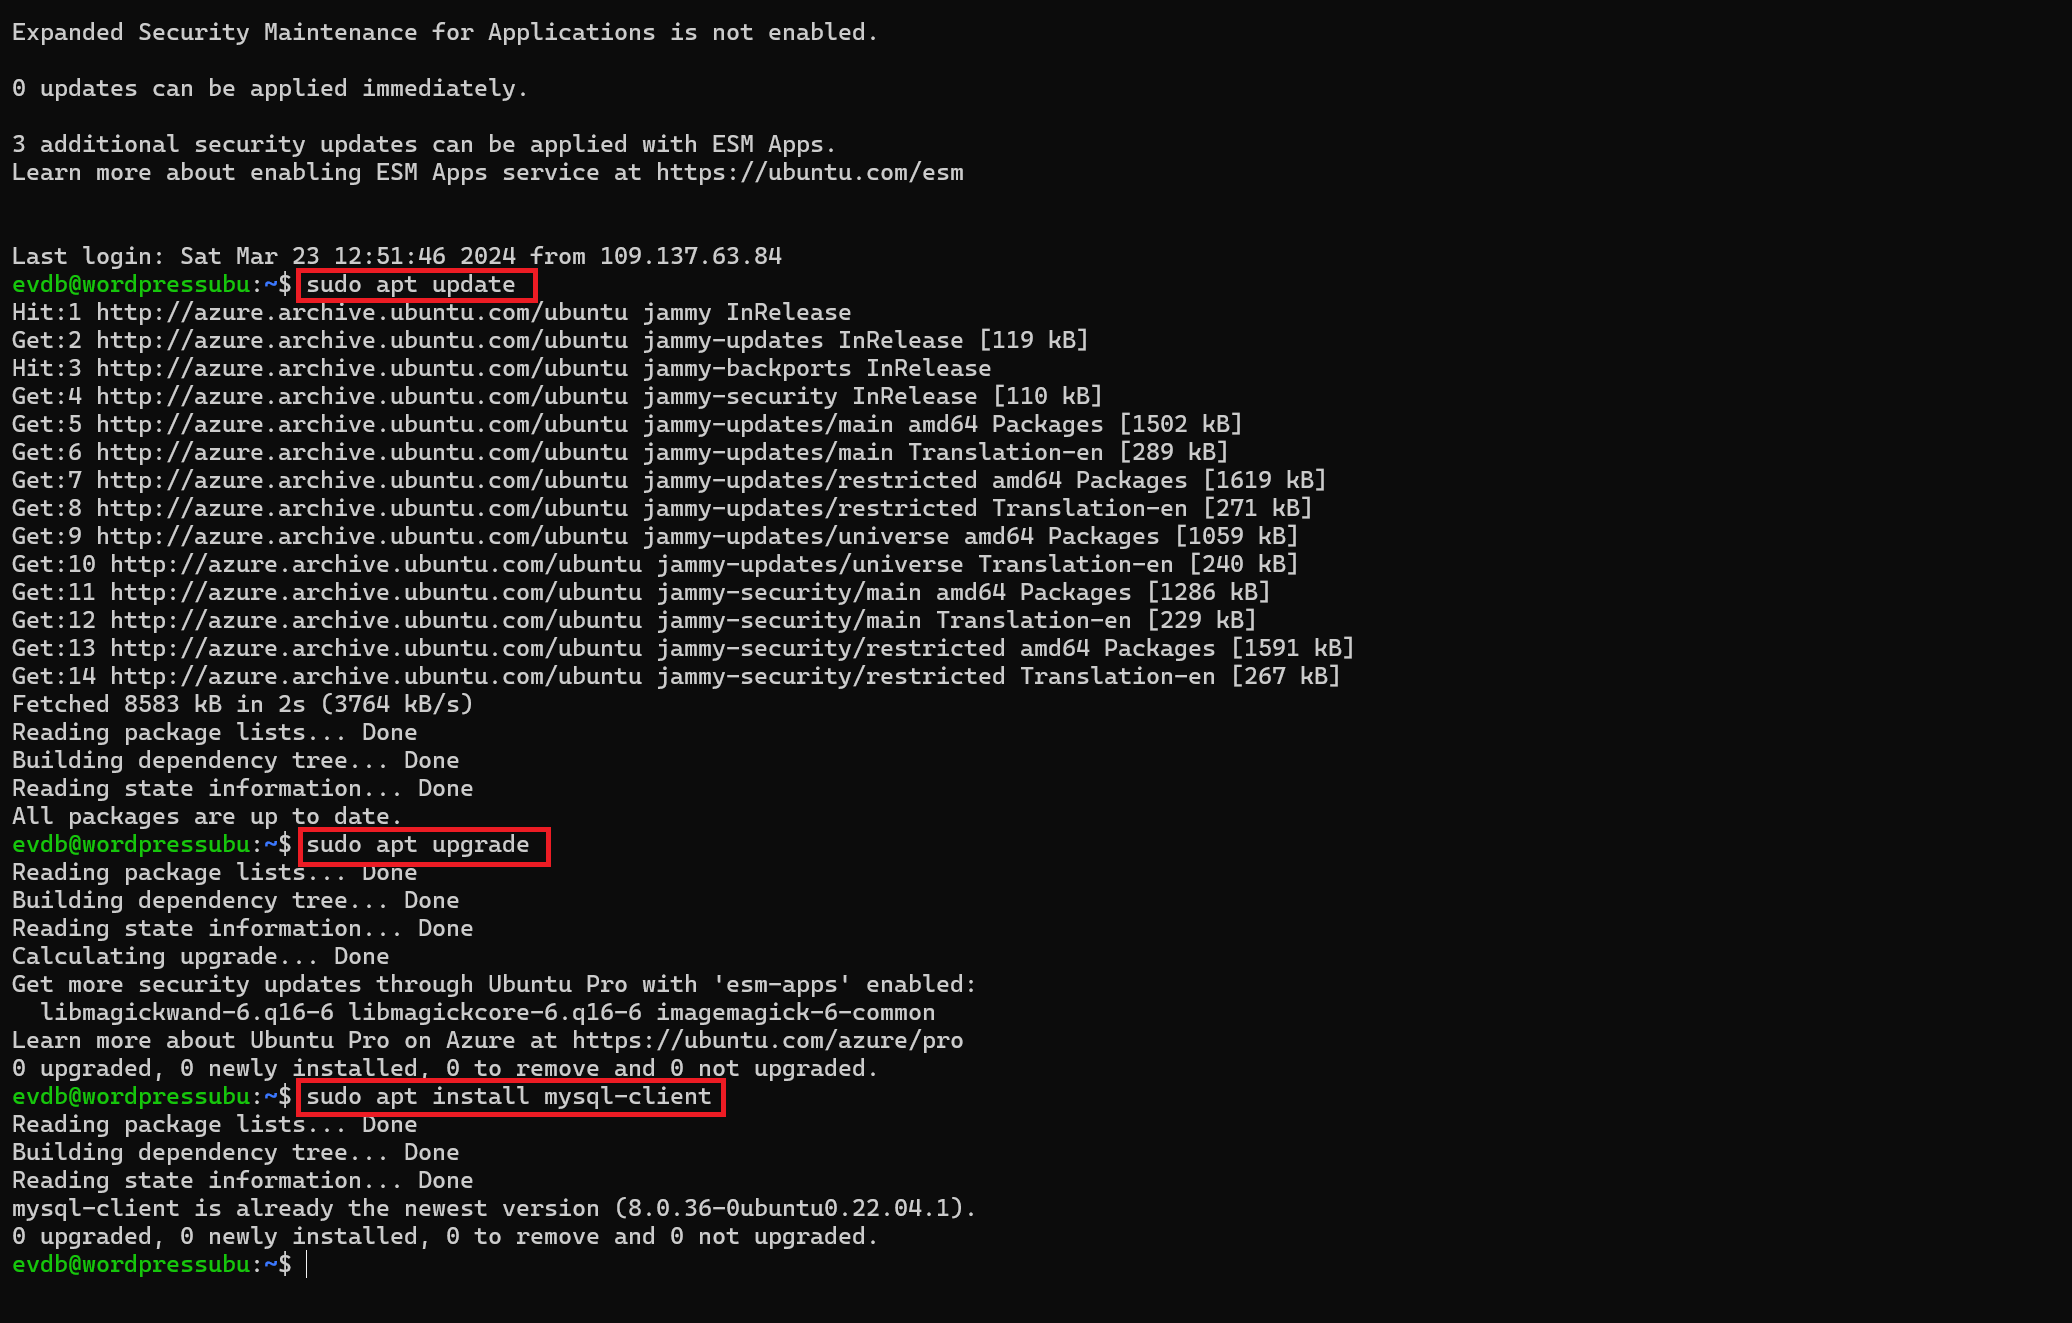 Expanded Security Maintenance for Applications is not enabled.
0 updates can be applied immediately.
3 additional security updates can be applied with ESM Apps.
Learn more about enabling ESM Apps service at https://ubuntu.com/esm
Last login: Sat Mar 23 12:51:46 2024 from 109.137.63.84
evdb@wordpressubu:~$ sudo apt update
Hit:1 http://azure.archive.ubuntu.com/ubuntu jammy InRelease
Get:2 http://azure.archive.ubuntu.com/ubuntu jammy-updates InRelease [119 kB]
Hit:3 http://azure.archive.ubuntu.com/ubuntu jammy-backports InRelease
Get:4 http://azure.archive.ubuntu.com/ubuntu jammy-security InRelease [110 kB]
Get:5 http://azure.archive.ubuntu.com/ubuntu jammy-updates/main amd64 Packages [1502 kB]
Get:6 http://azure.archive.ubuntu.com/ubuntu jammy-updates/main Translation-en [289 kB]
Get:7 http://azure.archive.ubuntu.com/ubuntu jammy-updates/restricted amd64 Packages [1619 kB]
Get:8 http://azure.archive.ubuntu.com/ubuntu jammy-updates/restricted Translation-en [271 kB]
Get:9 http://azure.archive.ubuntu.com/ubuntu jammy-updates/universe amd64 Packages [1059 kB]
Get:10 http://azure.archive.ubuntu.com/ubuntu jammy-updates/universe Translation-en [240 kB]
Get:11 http://azure.archive.ubuntu.com/ubuntu jammy-security/main amd64 Packages [1286 kB]
Get:12 http://azure.archive.ubuntu.com/ubuntu jammy-security/main Translation-en [229 kB]
Get:13 http://azure.archive.ubuntu.com/ubuntu jammy-security/restricted amd64 Packages [1591 kB]
Get:14 http://azure.archive.ubuntu.com/ubuntu jammy-security/restricted Translation-en [267 kB]
Fetched 8583 kB in 2s (3764 kB/s)
Reading package lists... Done
Building dependency tree... Done
Reading state information... Done
All packages are up to date.
evdb@wordpressubu:~$ sudo apt upgrade
Reading package lists... Done
Building dependency tree... Done
Reading state information... Done
Calculating upgrade... Done
Get more security updates through Ubuntu Pro with 'esm-apps' enabled:
  libmagickwand-6.q16-6 libmagickcore-6.q16-6 imagemagick-6-common
Learn more about Ubuntu Pro on Azure at https://ubuntu.com/azure/pro
0 upgraded, 0 newly installed, 0 to remove and 0 not upgraded.
evdb@wordpressubu:~$ sudo apt install mysql-client
Reading package lists... Done
Building dependency tree... Done
Reading state information... Done
mysql-client is already the newest version (8.0.36-0ubuntu0.22.04.1).
0 upgraded, 0 newly installed, 0 to remove and 0 not upgraded.
evdb@wordpressubu:~$